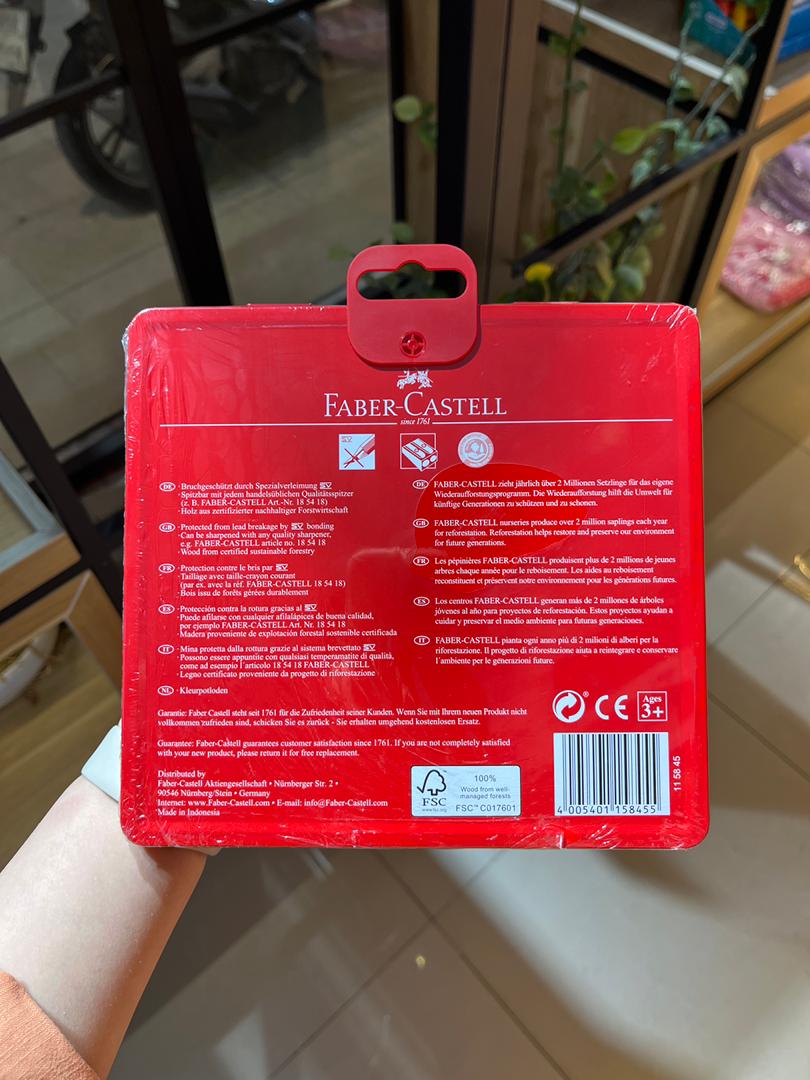 FABER-CASTELL
since 1761
SV
DE · Bruchgeschützt durch Spezialverleimung SV
· Spitzbar mit jedem handelsüblichen Qualitätsspitzer
(z. B. FABER-CASTELL Art.-Nr. 18 54 18)
· Holz aus zertifizierter nachhaltiger Forstwirtschaft
GB · Protected from lead breakage by SV bonding
· Can be sharpened with any quality sharpener,
e.g. FABER-CASTELL article no. 18 54 18)
· Wood from certified sustainable forestry
FR · Protection contre le bris par SV
· Taillage avec taille-crayon courant
(par ex. avec la réf. FABER-CASTELL 18 54 18)
· Bois issu de forêts gérées durablement
ES · Protección contra la rotura gracias al SV
· Puede afilarse con cualquier afilalápices de buena calidad,
por ejemplo FABER-CASTELL Art. Nr. 18 54 18
· Madera proveniente de explotación forestal sostenible certificada
IT · Mina protetta dalla rottura grazie al sistema brevettato SV
· Possono essere appuntite con qualsiasi temperamatite di qualità,
come ad esempio l'articolo 18 54 18 FABER-CASTELL
· Legno certificato proveniente da progetto di riforestazione
NL · Kleurpotloden
DE FABER-CASTELL zieht jährlich über 2 Millionen Setzlinge für das eigene
Wiederaufforstungsprogramm. Die Wiederaufforstung hilft die Umwelt für
künftige Generationen zu schützen und zu schonen.
GB FABER-CASTELL nurseries produce over 2 million saplings each year
for reforestation. Reforestation helps restore and preserve our environment
for future generations.
FR Les pépinières FABER-CASTELL produisent plus de 2 millions de jeunes
arbres chaque année pour le reboisement. Les aides au reboisement
reconstituent et préservent notre environnement pour les générations futures.
ES Los centros FABER-CASTELL generan más de 2 millones de árboles
jóvenes al año para proyectos de reforestación. Estos proyectos ayudan a
cuidar y preservar el medio ambiente para futuras generaciones.
IT FABER-CASTELL pianta ogni anno più di 2 milioni di alberi per la
riforestazione. Il progetto di riforestazione aiuta a reintegrare e conservare
l'ambiente per le generazioni future.
Garantie: Faber Castell steht seit 1761 für die Zufriedenheit seiner Kunden. Wenn Sie mit Ihrem neuen Produkt nicht
vollkommen zufrieden sind, schicken Sie es zurück - Sie erhalten umgehend kostenlosen Ersatz.
Guarantee: Faber-Castell guarantees customer satisfaction since 1761. If you are not completely satisfied
with your new product, please return it for free replacement.
Distributed by
Faber-Castell Aktiengesellschaft • Nürnberger Str. 2 •
90546 Nürnberg/Stein • Germany
Internet: www.Faber-Castell.com • E-mail: info@Faber-Castell.com
Made in Indonesia
FSC
www.fsc.org
100%
Wood from well-
managed forests
FSC™ C017601
CE
Ages
3+
4 005401 158455
11 58 45